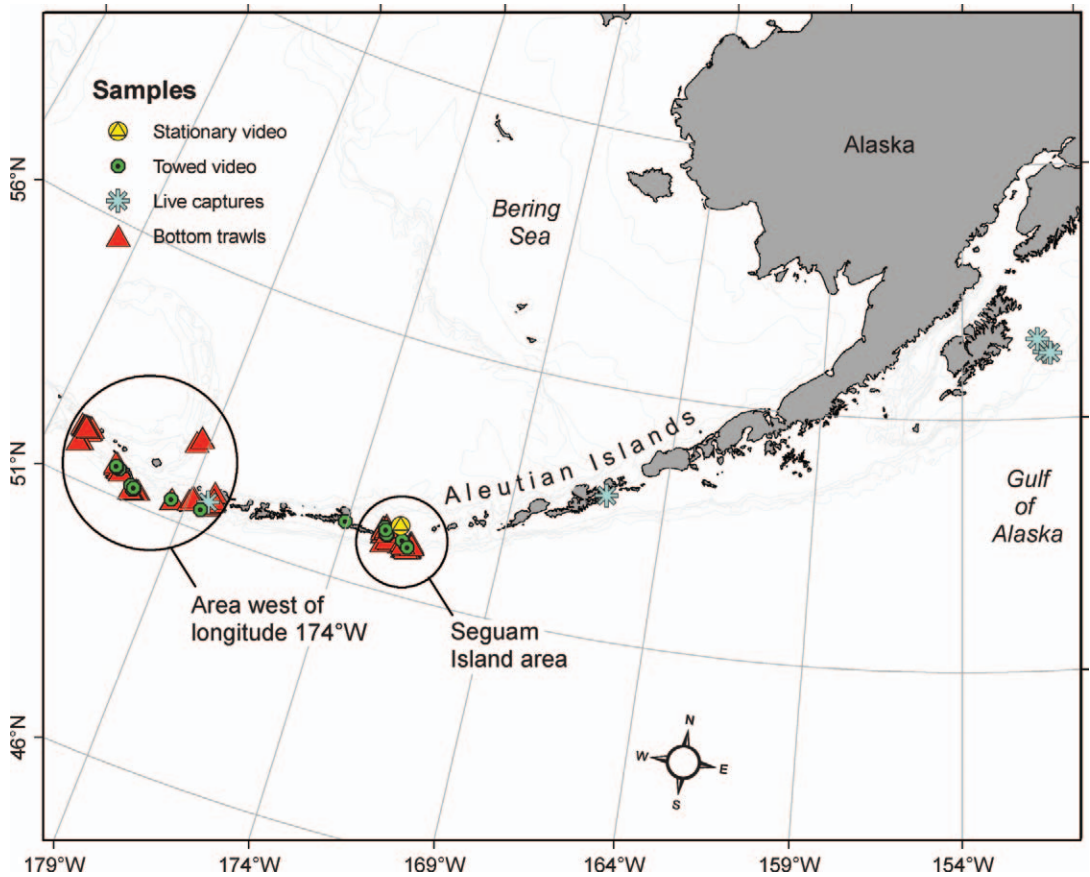 Samples
Stationary video
Towed video
Live captures
Bottom trawls
Alaska
Bering
Sea
Aleutian Islands
Gulf
of
Alaska
Area west of
longitude 174°W
Seguam
Island area
N
W
E
S
56°N
51°N
46°N
179°W
174°W
169°W
164°W
159°W
154°W